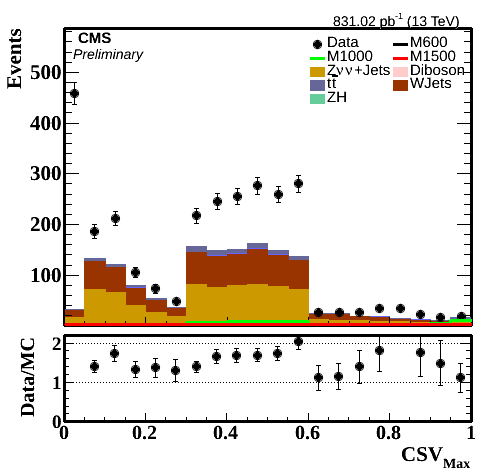 831.02 pb⁻¹ (13 TeV)
CMS
Preliminary
Data
M600
M1000
M1500
Zνν+Jets
Diboson
tt̄
WJets
ZH
Events
500
400
300
200
100
Data/MC
2
1
0
0 0.2 0.4 0.6 0.8 1
CSV_Max